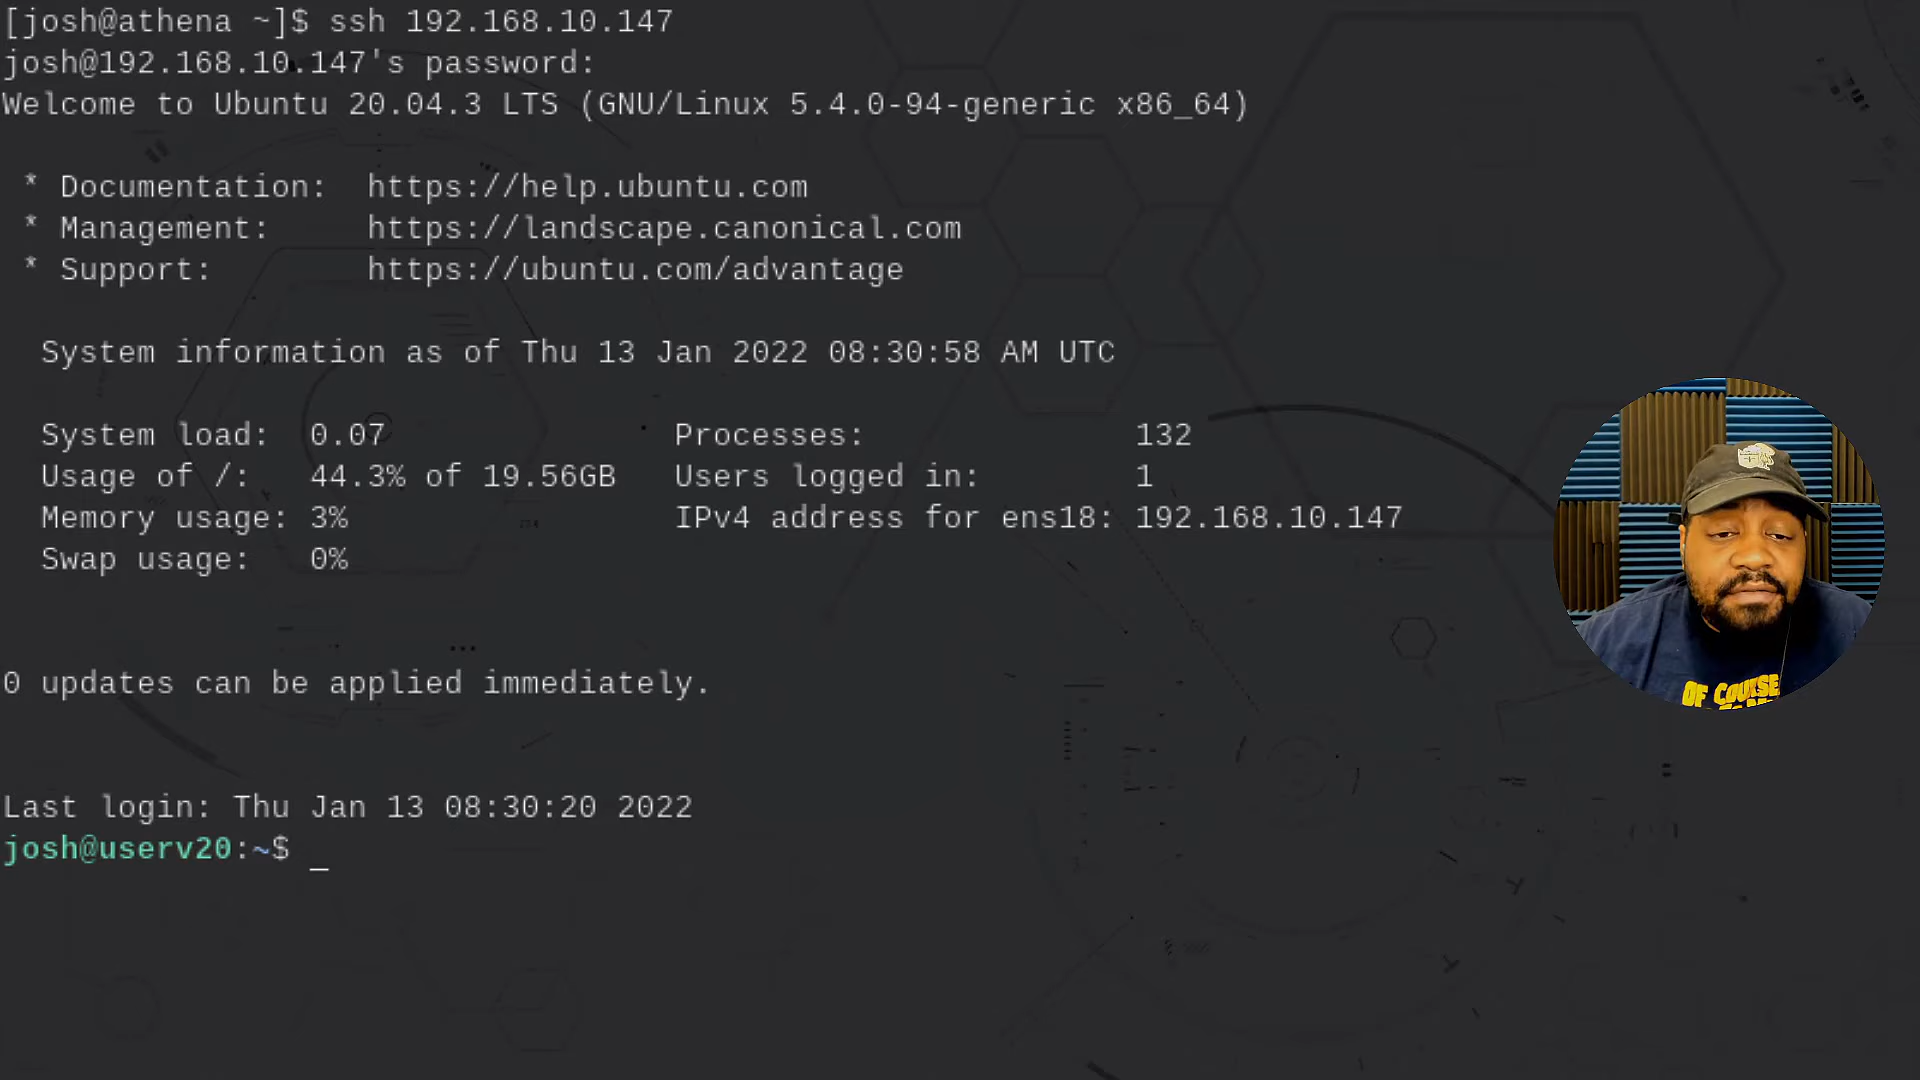 [josh@athena ~]$ ssh 192.168.10.147
josh@192.168.10.147's password:
Welcome to Ubuntu 20.04.3 LTS (GNU/Linux 5.4.0-94-generic x86_64)
* Documentation: https://help.ubuntu.com
* Management: https://landscape.canonical.com
* Support: https://ubuntu.com/advantage
System information as of Thu 13 Jan 2022 08:30:58 AM UTC
System load: 0.07 Processes: 132
Usage of /: 44.3% of 19.56GB Users logged in: 1
Memory usage: 3% IPv4 address for ens18: 192.168.10.147
Swap usage: 0%
0 updates can be applied immediately.
Last login: Thu Jan 13 08:30:20 2022
josh@userv20:~$ _
OF COURSE